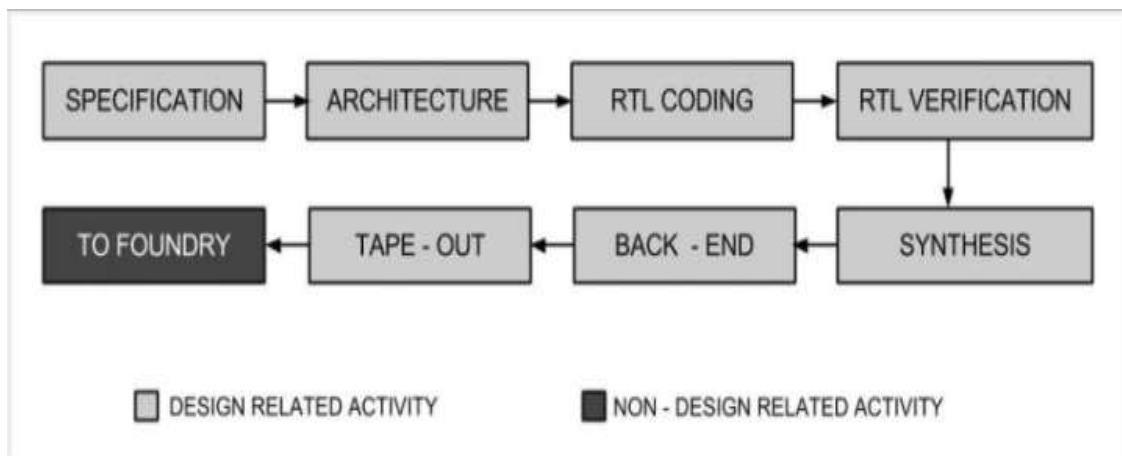 SPECIFICATION
ARCHITECTURE
RTL CODING
RTL VERIFICATION
TO FOUNDRY
TAPE - OUT
BACK - END
SYNTHESIS
DESIGN RELATED ACTIVITY
NON - DESIGN RELATED ACTIVITY